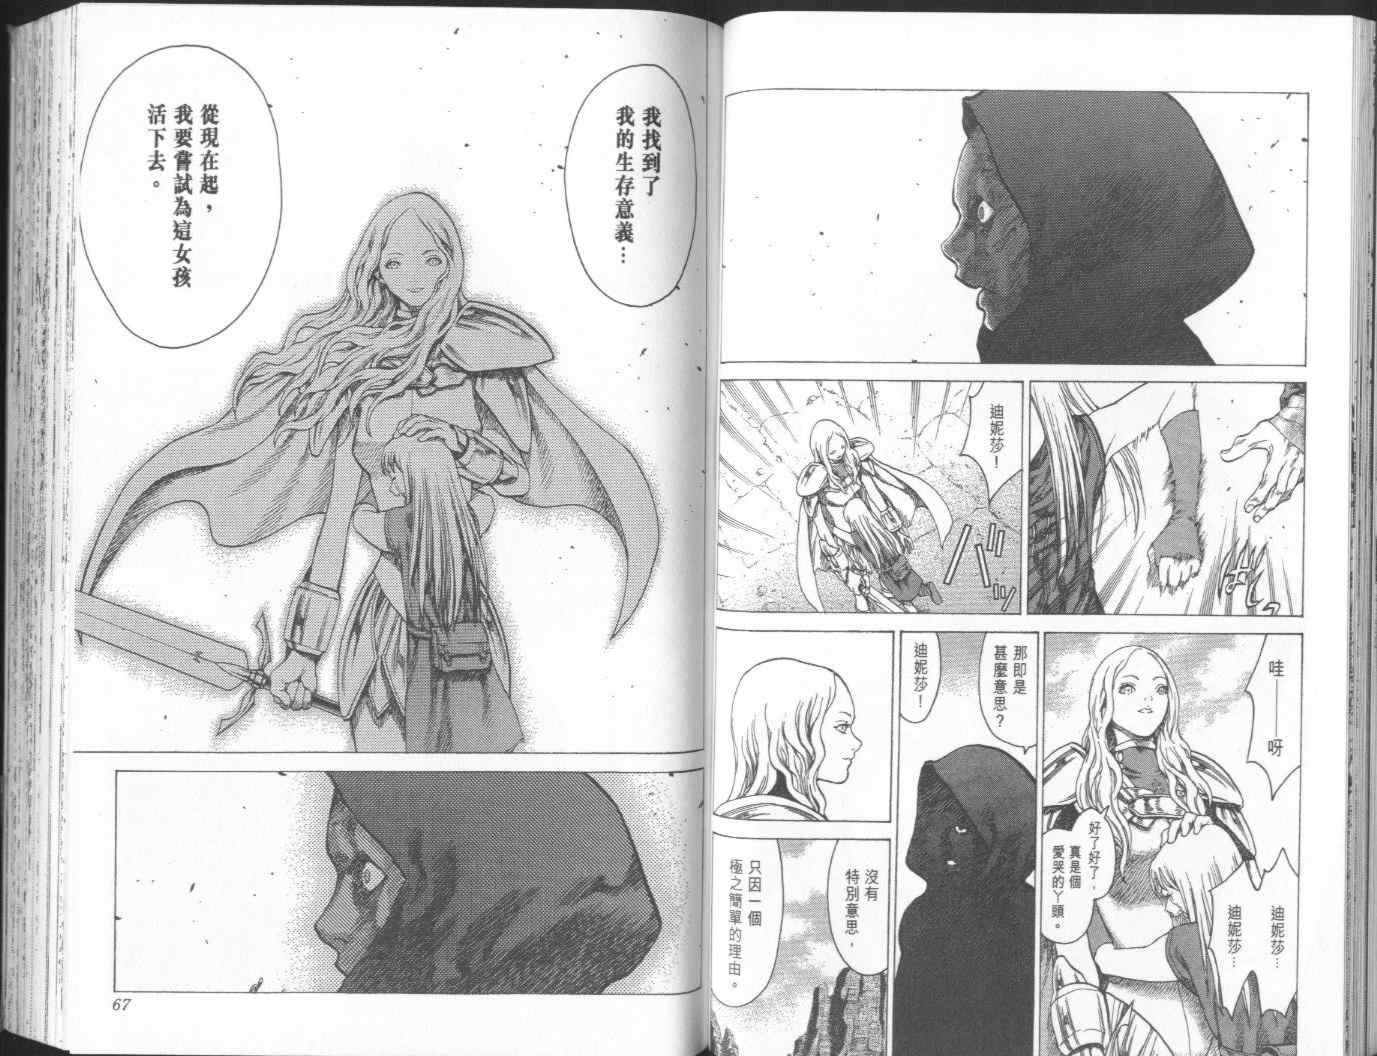 迪妮莎！
哇——呀
迪妮莎…
迪妮莎…
好了好了，
真是個
愛哭的丫頭。
那即是
甚麼意思？
迪妮莎！
沒有
特別意思，
只因一個
極之簡單的理由。
我找到了
我的生存意義…
從現在起，
我要嘗試為這女孩
活下去。
67